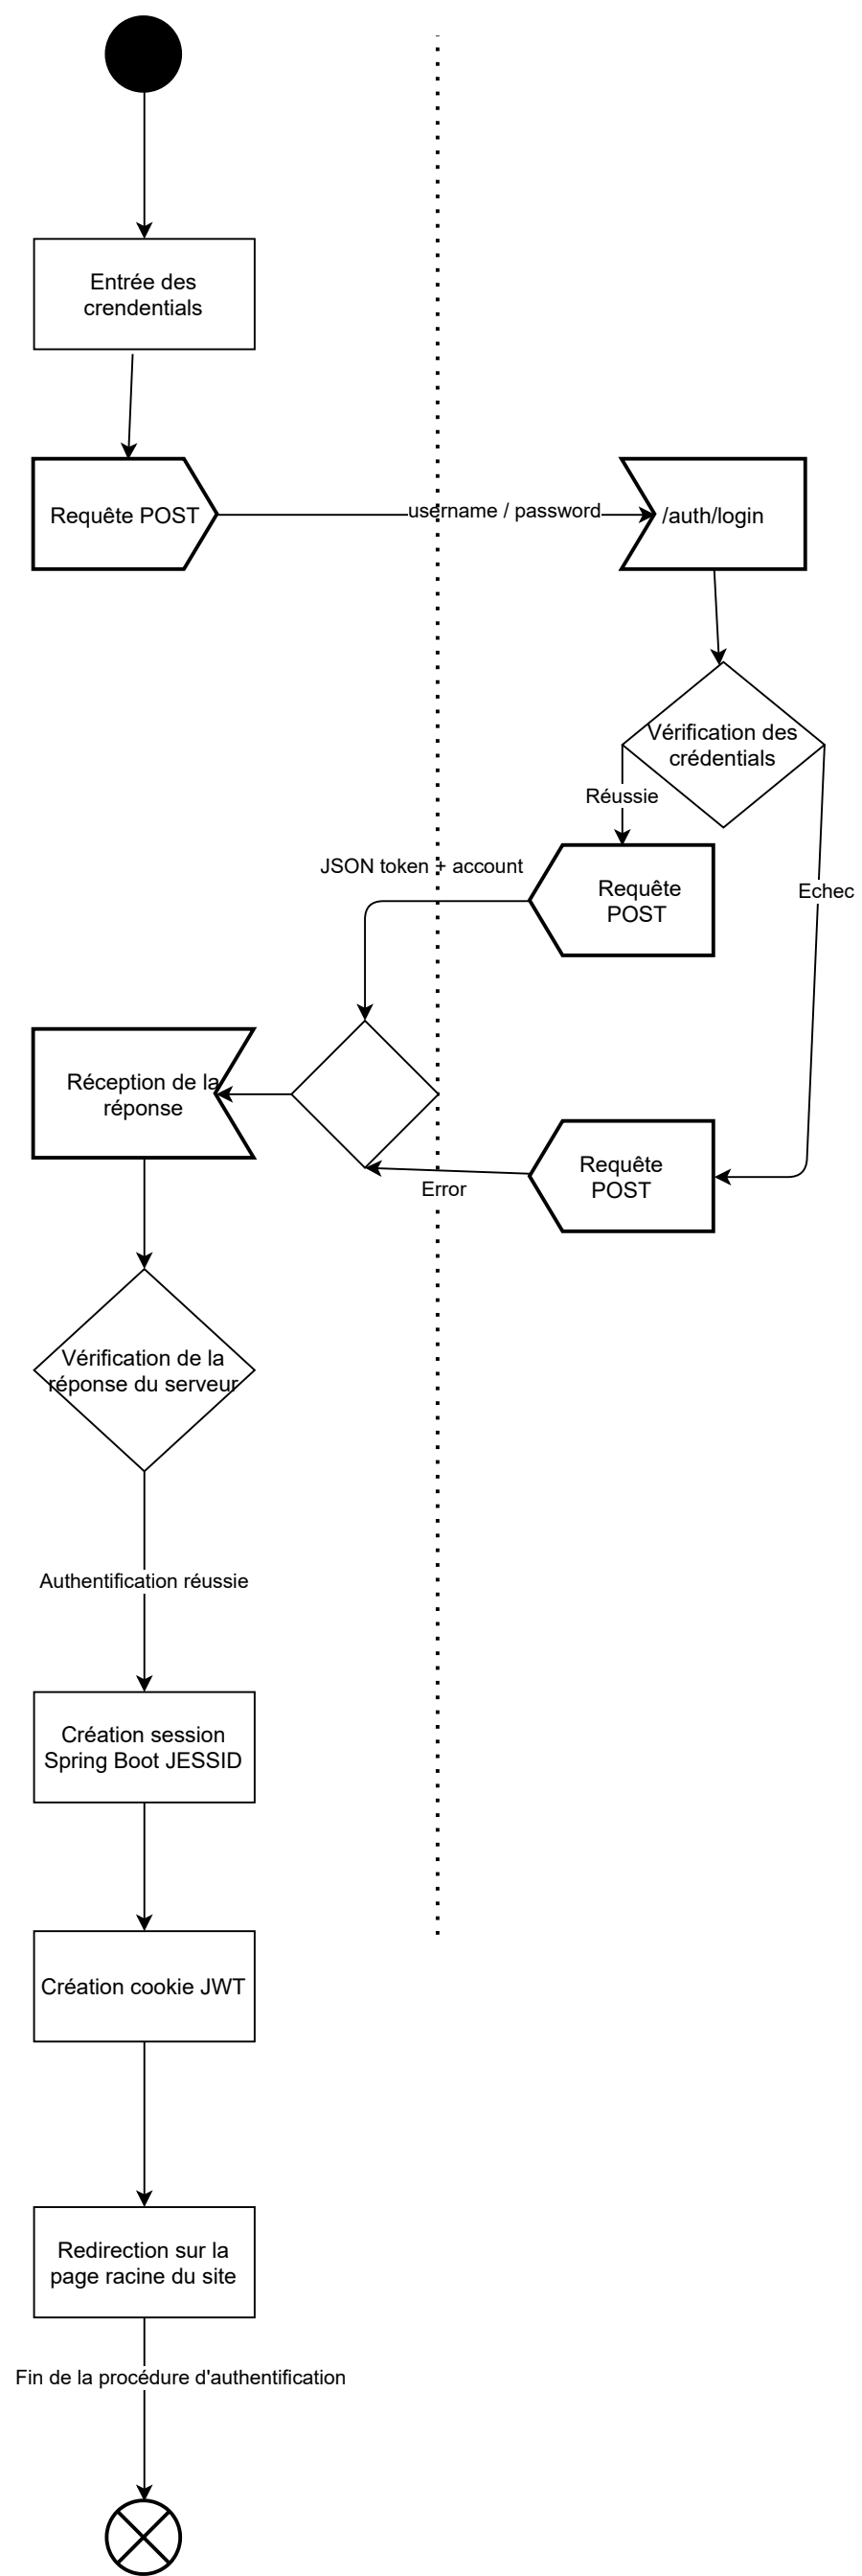 Entrée des
crendentials
Requête POST
username / password
/auth/login
Vérification des
crédentials
Réussie
JSON token + account
Requête
POST
Echec
Réception de la
réponse
Requête
POST
Error
Vérification de la
réponse du serveur
Authentification réussie
Création session
Spring Boot JESSID
Création cookie JWT
Redirection sur la
page racine du site
Fin de la procédure d'authentification